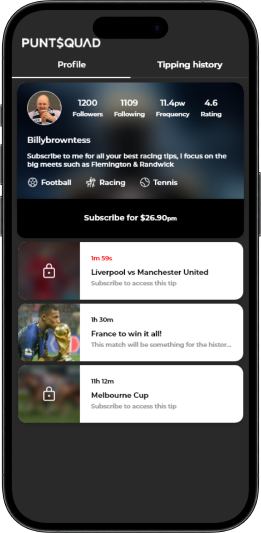 PUNT$QUAD
Profile Tipping history
1200 1109 11.4pw 4.6
Followers Following Frequency Rating
Billybrowntess
Subscribe to me for all your best racing tips, i focus on the
big meets such as Flemington & Randwick
Football Racing Tennis
Subscribe for $26.90pm
1m 59s
Liverpool vs Manchester United
Subscribe to access this tip
1h 30m
France to win it all!
This match will be something for the histor...
11h 12m
Melbourne Cup
Subscribe to access this tip